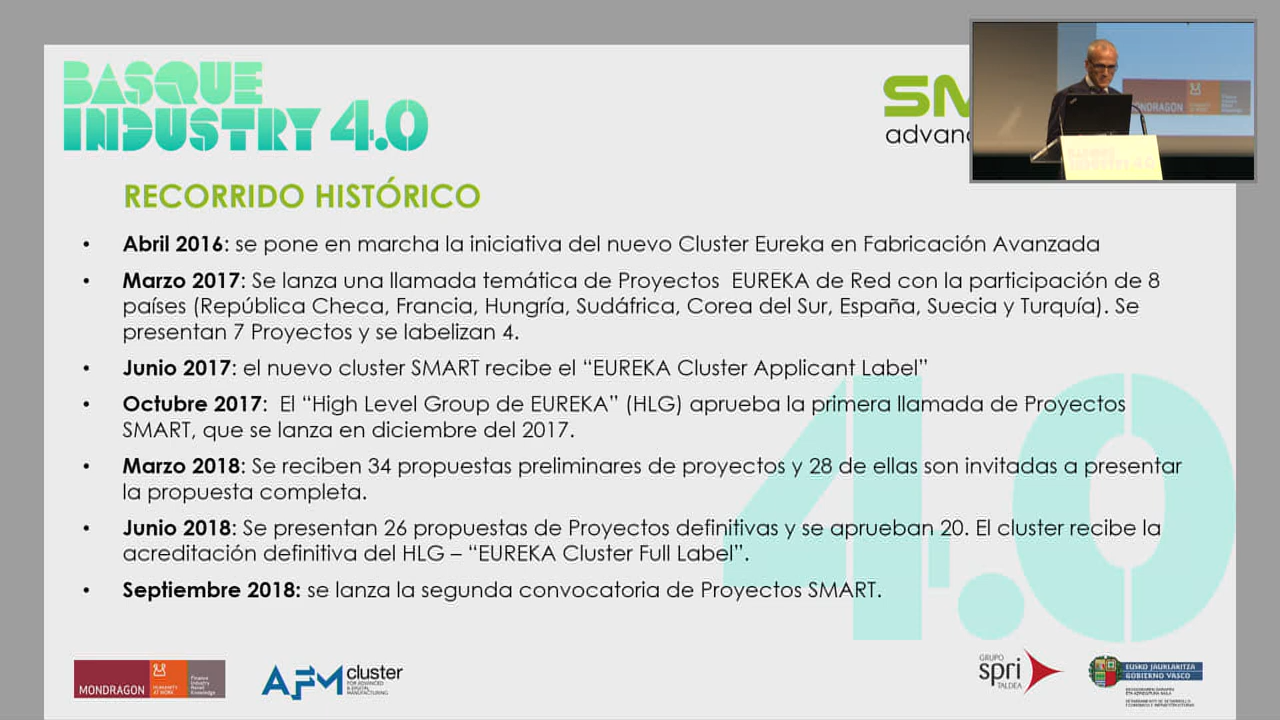 BASQUE
INDUSTRY 4.0
SM
advanc
MONDRAGON
RECORRIDO HISTÓRICO
• Abril 2016: se pone en marcha la iniciativa del nuevo Cluster Eureka en Fabricación Avanzada
• Marzo 2017: Se lanza una llamada temática de Proyectos EUREKA de Red con la participación de 8
países (República Checa, Francia, Hungría, Sudáfrica, Corea del Sur, España, Suecia y Turquía). Se
presentan 7 Proyectos y se labelizan 4.
• Junio 2017: el nuevo cluster SMART recibe el “EUREKA Cluster Applicant Label”
• Octubre 2017: El “High Level Group de EUREKA” (HLG) aprueba la primera llamada de Proyectos
SMART, que se lanza en diciembre del 2017.
• Marzo 2018: Se reciben 34 propuestas preliminares de proyectos y 28 de ellas son invitadas a presentar
la propuesta completa.
• Junio 2018: Se presentan 26 propuestas de Proyectos definitivas y se aprueban 20. El cluster recibe la
acreditación definitiva del HLG – “EUREKA Cluster Full Label”.
• Septiembre 2018: se lanza la segunda convocatoria de Proyectos SMART.
4.0
MONDRAGON
HUMANITY
AT WORK
Finance
Industry
Retail
Knowledge
AFM cluster
FOR ADVANCED
& DIGITAL
MANUFACTURING
GRUPO
spri
TALDEA
EUSKO JAURLARITZA
GOBIERNO VASCO